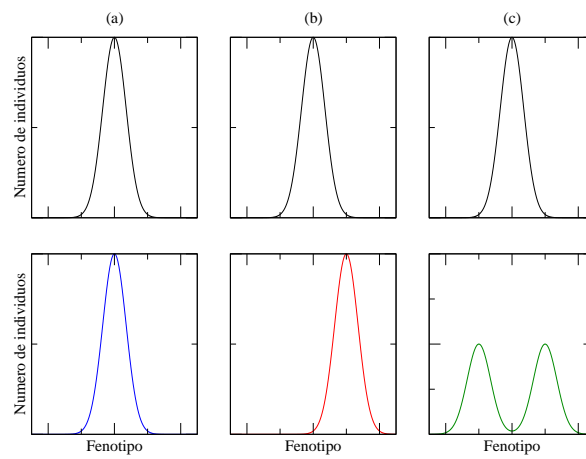 (a)
(b)
(c)
Numero de individuos
Numero de individuos
Fenotipo
Fenotipo
Fenotipo